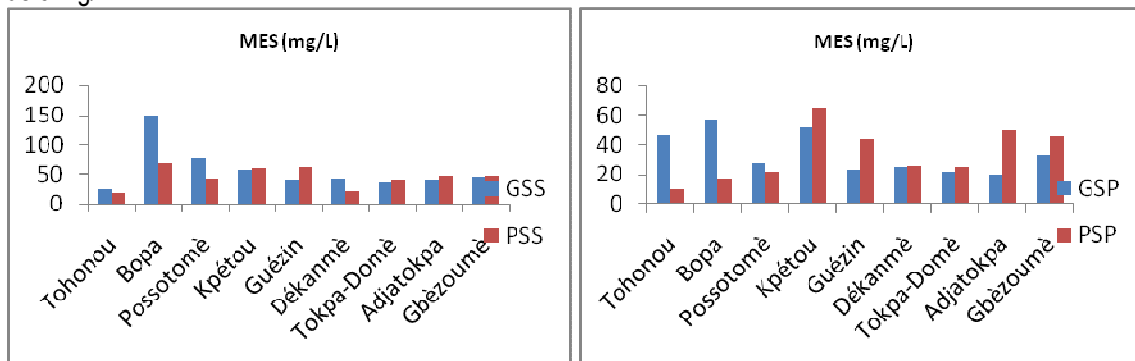 MES (mg/L)
200
150
100
50
0
GSS
PSS
Tohonou
Bopa
Possotomè
Kpétou
Guézin
Dékanmè
Tokpa-Domè
Adjatokpa
Gbèzoumè
MES (mg/L)
80
60
40
20
0
GSP
PSP
Tohonou
Bopa
Possotomè
Kpétou
Guézin
Dékanmè
Tokpa-Domè
Adjatokpa
Gbèzoumè